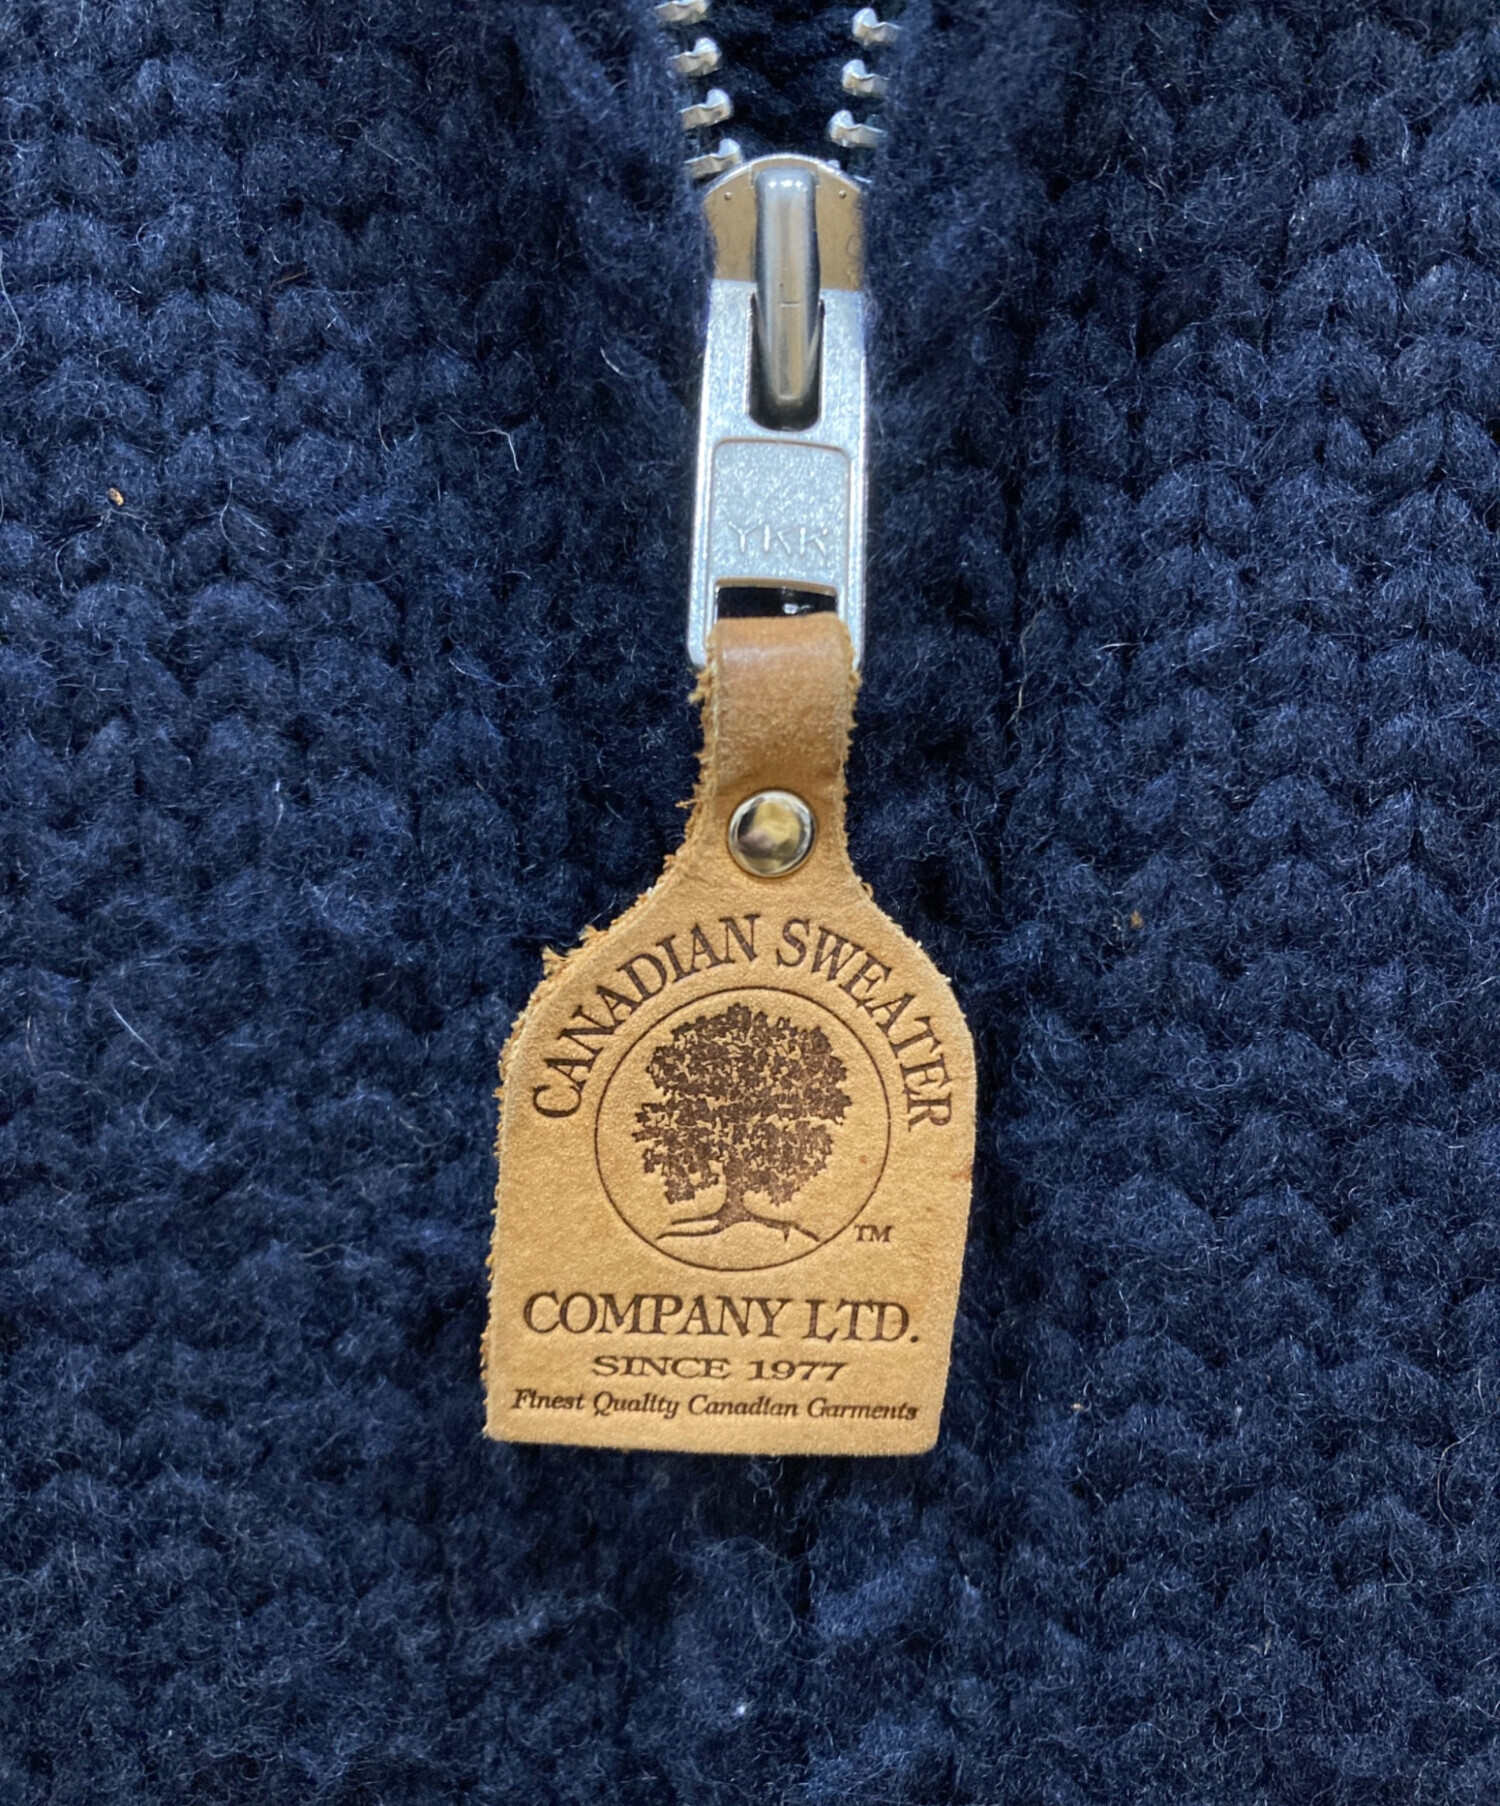 YKK
CANADIAN SWEATER
TM
COMPANY LTD.
SINCE 1977
Finest Quality Canadian Garments